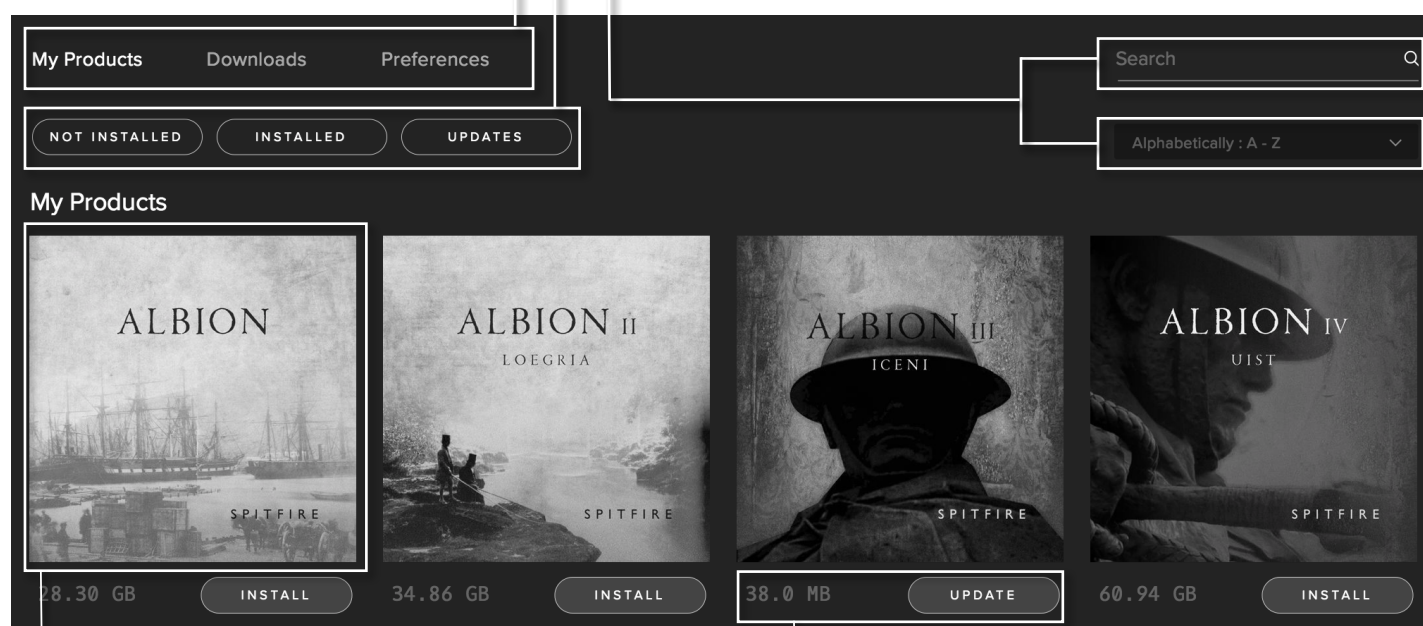 My Products Downloads Preferences
Search
NOT INSTALLED INSTALLED UPDATES
Alphabetically : A - Z
My Products
ALBION
SPITFIRE
ALBION II
LOEGRIA
SPITFIRE
ALBION III
ICENI
SPITFIRE
ALBION IV
UIST
SPITFIRE
28.30 GB INSTALL
34.86 GB INSTALL
38.0 MB UPDATE
60.94 GB INSTALL